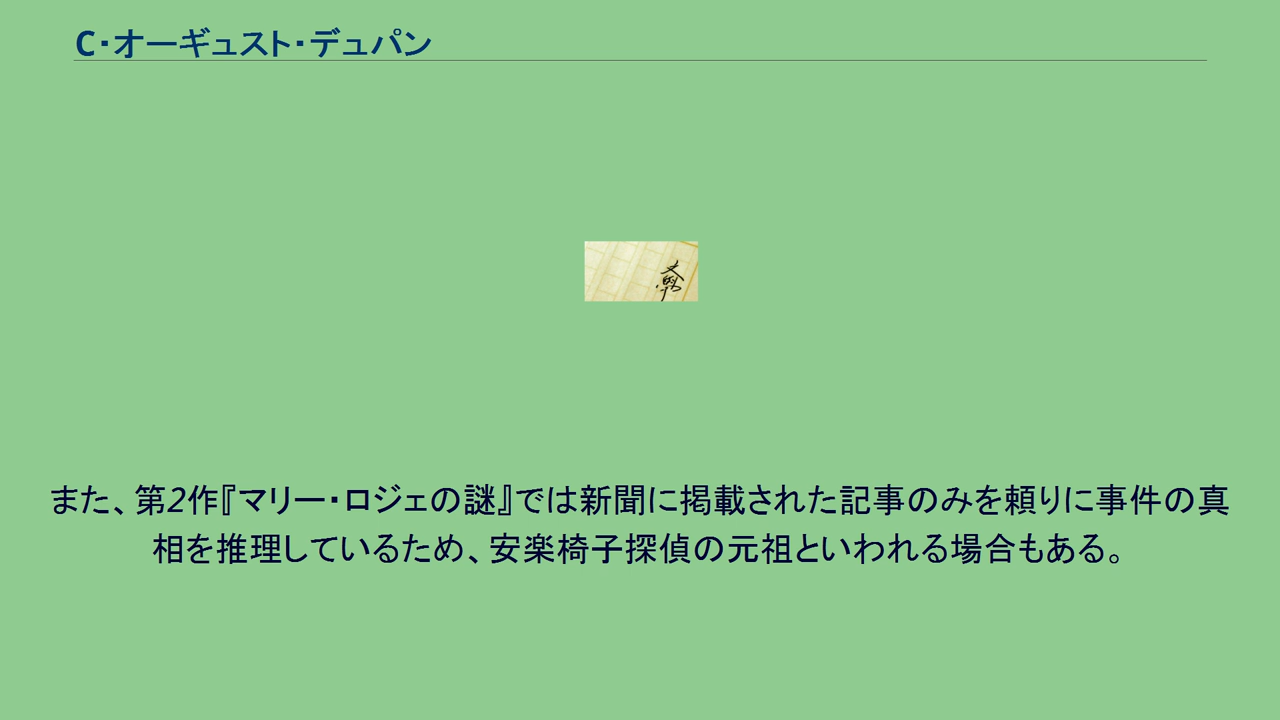 C・オーギュスト・デュパン
また、第2作『マリー・ロジェの謎』では新聞に掲載された記事のみを頼りに事件の真
相を推理しているため、安楽椅子探偵の元祖といわれる場合もある。